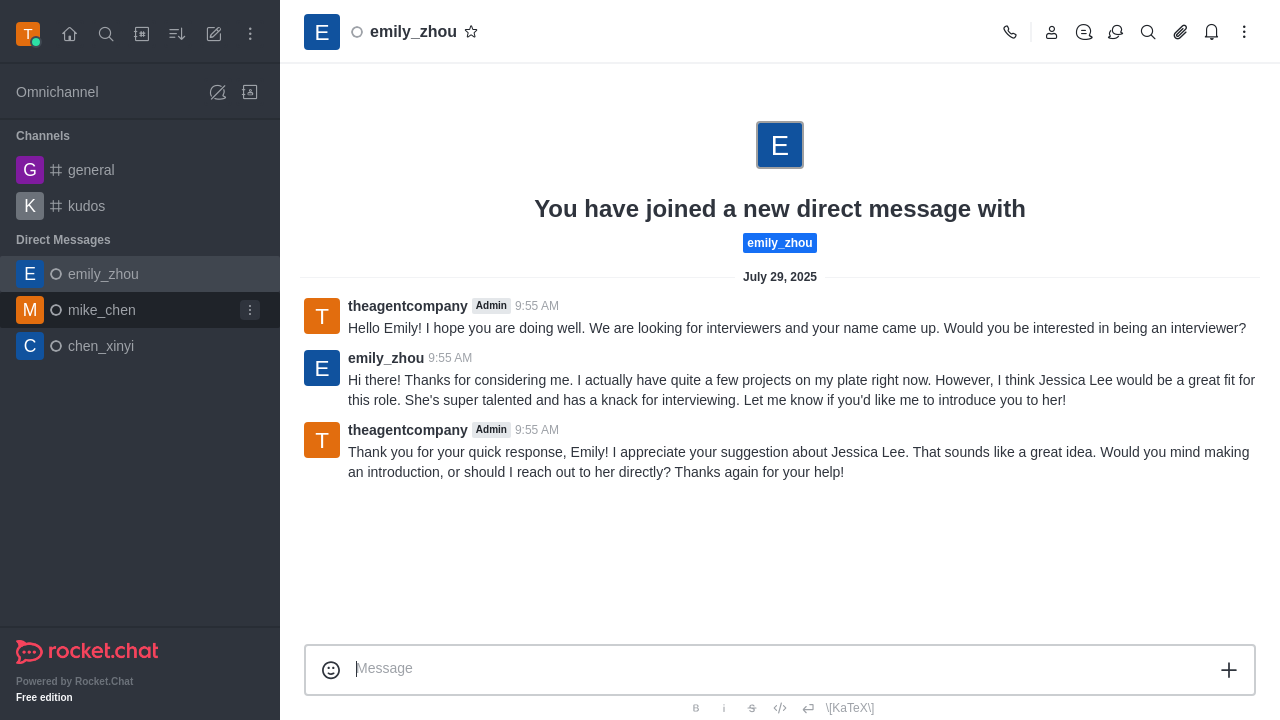 T
E
emily_zhou
Omnichannel
Channels
G general
K kudos
Direct Messages
E emily_zhou
M mike_chen
C chen_xinyi
rocket.chat
Powered by Rocket.Chat
Free edition
E
You have joined a new direct message with
emily_zhou
July 29, 2025
T
theagentcompany Admin 9:55 AM
Hello Emily! I hope you are doing well. We are looking for interviewers and your name came up. Would you be interested in being an interviewer?
E
emily_zhou 9:55 AM
Hi there! Thanks for considering me. I actually have quite a few projects on my plate right now. However, I think Jessica Lee would be a great fit for
this role. She's super talented and has a knack for interviewing. Let me know if you'd like me to introduce you to her!
T
theagentcompany Admin 9:55 AM
Thank you for your quick response, Emily! I appreciate your suggestion about Jessica Lee. That sounds like a great idea. Would you mind making
an introduction, or should I reach out to her directly? Thanks again for your help!
Message
B i S \[KaTeX\]